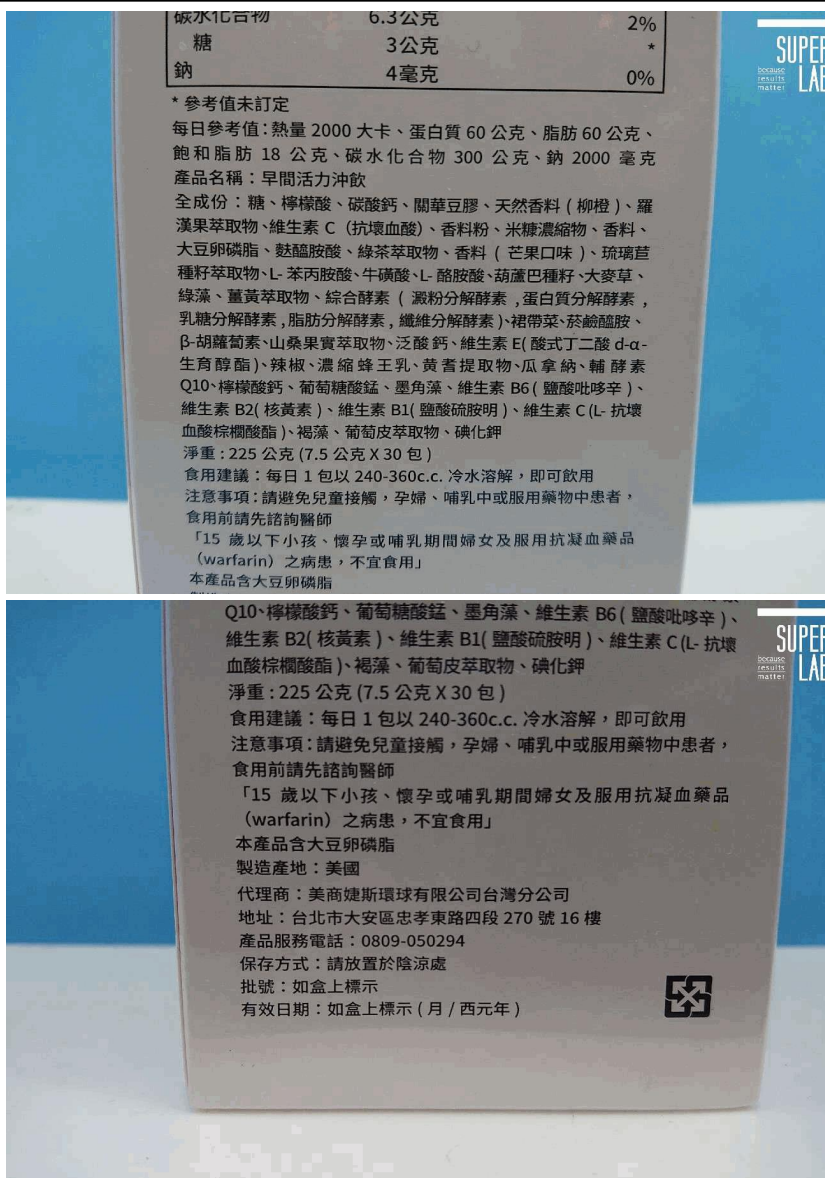 碳水化合物 6.3公克 2%
糖 3公克 *
鈉 4毫克 0%
* 參考值未訂定
每日參考值:熱量 2000 大卡、蛋白質 60 公克、脂肪 60 公克、
飽和脂肪 18 公克、碳水化合物 300 公克、鈉 2000 毫克
產品名稱：早間活力沖飲
全成份：糖、檸檬酸、碳酸鈣、關華豆膠、天然香料 ( 柳橙 )、羅
漢果萃取物、維生素 C（抗壞血酸）、香料粉、米糠濃縮物、香料、
大豆卵磷脂、麩醯胺酸、綠茶萃取物、香料 ( 芒果口味 )、琉璃苣
種籽萃取物、L- 苯丙胺酸、牛磺酸、L- 酪胺酸、葫蘆巴種籽、大麥草、
綠藻、薑黃萃取物、綜合酵素 ( 澱粉分解酵素 ,蛋白質分解酵素 ,
乳糖分解酵素 , 脂肪分解酵素 , 纖維分解酵素 )、裙帶菜、菸鹼醯胺、
β-胡蘿蔔素、山桑果實萃取物、泛酸鈣、維生素 E( 酸式丁二酸 d-α-
生育醇酯 )、辣椒、濃縮蜂王乳、黃耆提取物、瓜拿納、輔酵素
Q10、檸檬酸鈣、葡萄糖酸錳、墨角藻、維生素 B6 ( 鹽酸吡哆辛 )、
維生素 B2( 核黃素 )、維生素 B1( 鹽酸硫胺明 )、維生素 C (L- 抗壞
血酸棕櫚酸酯 )、褐藻、葡萄皮萃取物、碘化鉀
淨重 : 225 公克 (7.5 公克 X 30 包 )
食用建議：每日 1 包以 240-360c.c. 冷水溶解，即可飲用
注意事項：請避免兒童接觸，孕婦、哺乳中或服用藥物中患者，
食用前請先諮詢醫師
「15 歲以下小孩、懷孕或哺乳期間婦女及服用抗凝血藥品
（warfarin）之病患，不宜食用」
本產品含大豆卵磷脂
SUPER
LAB
because
results
matter
Q10、檸檬酸鈣、葡萄糖酸錳、墨角藻、維生素 B6 ( 鹽酸吡哆辛 )、
維生素 B2( 核黃素 )、維生素 B1( 鹽酸硫胺明 )、維生素 C (L- 抗壞
血酸棕櫚酸酯 )、褐藻、葡萄皮萃取物、碘化鉀
淨重 : 225 公克 (7.5 公克 X 30 包 )
食用建議：每日 1 包以 240-360c.c. 冷水溶解，即可飲用
注意事項：請避免兒童接觸，孕婦、哺乳中或服用藥物中患者，
食用前請先諮詢醫師
「15 歲以下小孩、懷孕或哺乳期間婦女及服用抗凝血藥品
（warfarin）之病患，不宜食用」
本產品含大豆卵磷脂
製造產地：美國
代理商：美商婕斯環球有限公司台灣分公司
地址：台北市大安區忠孝東路四段 270 號 16 樓
產品服務電話：0809-050294
保存方式：請放置於陰涼處
批號：如盒上標示
有效日期：如盒上標示 ( 月 / 西元年 )
SUPER
LAB
because
results
matter